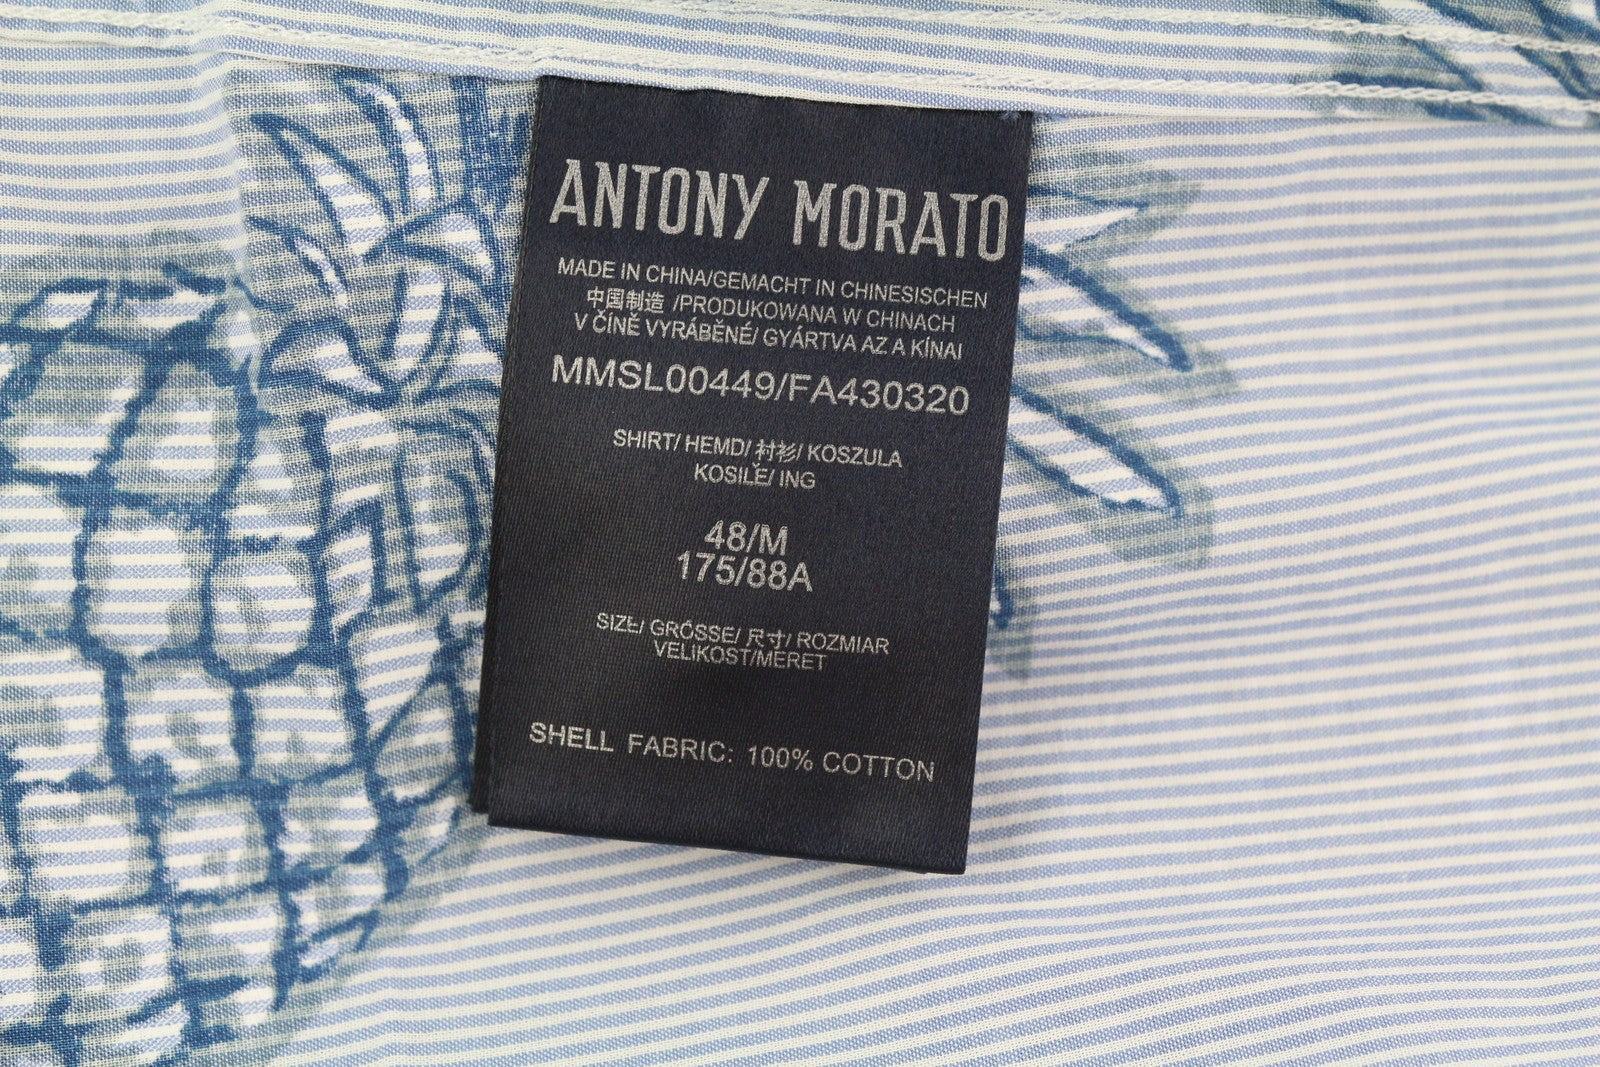 ANTONY MORATO
MADE IN CHINA/GEMACHT IN CHINESISCHEN
中国制造 /PRODUKOWANA W CHINACH
V ČÍNĚ VYRÁBĚNÉ/ GYÁRTVA AZ A KÍNAI
MMSL00449/FA430320
SHIRT/ HEMD/ 衬衫/ KOSZULA
KOSILĚ/ ING
48/M
175/88A
SIZE/ GRÖSSE/ 尺寸/ ROZMIAR
VELIKOST/MERET
SHELL FABRIC: 100% COTTON